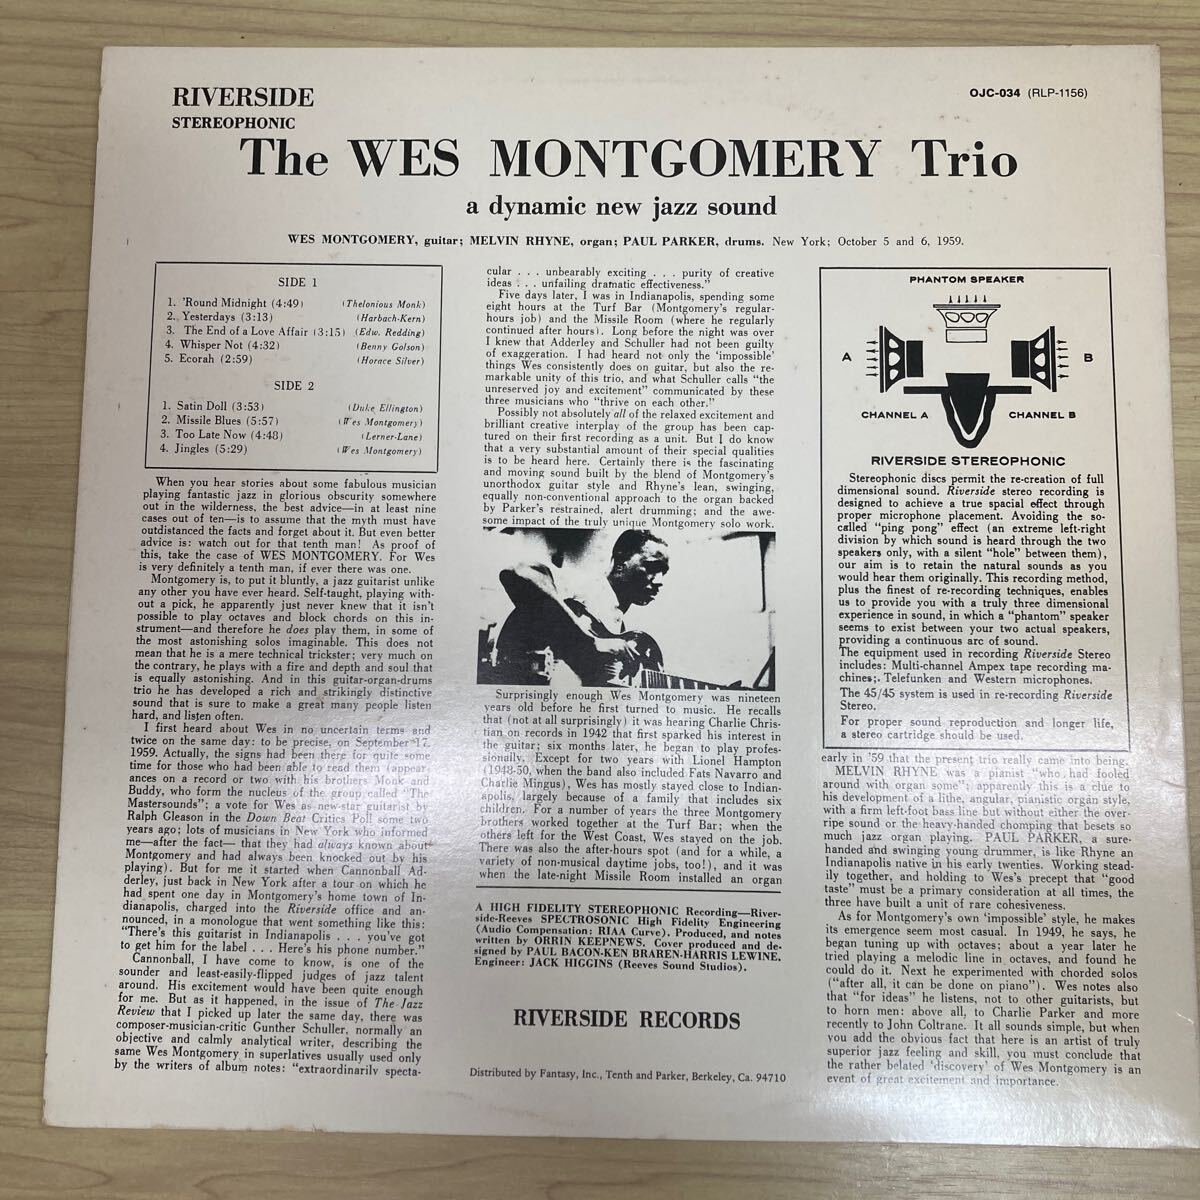 RIVERSIDE
STEREOPHONIC
OJC-034 (RLP-1156)
The WES MONTGOMERY Trio
a dynamic new jazz sound
WES MONTGOMERY, guitar; MELVIN RHYNE, organ; PAUL PARKER, drums. New York; October 5 and 6, 1959.
SIDE 1
1. 'Round Midnight (4:49) (Thelonious Monk)
2. Yesterdays (3:13) (Harbach-Kern)
3. The End of a Love Affair (3:15) (Edw. Redding)
4. Whisper Not (4:32) (Benny Golson)
5. Ecorah (2:59) (Horace Silver)
SIDE 2
1. Satin Doll (3:53) (Duke Ellington)
2. Missile Blues (5:57) (Wes Montgomery)
3. Too Late Now (4:48) (Lerner-Lane)
4. Jingles (5:29) (Wes Montgomery)
When you hear stories about some fabulous musician
playing fantastic jazz in glorious obscurity somewhere
out in the wilderness, the best advice—in at least nine
cases out of ten—is to assume that the myth must have
outdistanced the facts and forget about it. But even better
advice is: watch out for that tenth man! As proof of
this, take the case of WES MONTGOMERY. For Wes
is very definitely a tenth man, if ever there was one.
Montgomery is, to put it bluntly, a jazz guitarist unlike
any other you have ever heard. Self-taught, playing with-
out a pick, he apparently just never knew that it isn't
possible to play octaves and block chords on this in-
strument—and therefore he does play them, in some of
the most astonishing solos imaginable. This does not
mean that he is a mere technical trickster; very much on
the contrary, he plays with a fire and depth and soul that
is equally astonishing. And in this guitar-organ-drums
trio he has developed a rich and strikingly distinctive
sound that is sure to make a great many people listen
hard, and listen often.
I first heard about Wes in no uncertain terms and
twice on the same day: to be precise, on September 17,
1959. Actually, the signs had been there for quite some
time for those who had been able to read them (appear-
ances on a record or two with his brothers Monk and
Buddy, who form the nucleus of the group called "The
Mastersounds"; a vote for Wes as new-star guitarist by
Ralph Gleason in the Down Beat Critics Poll some two
years ago; lots of musicians in New York who informed
me—after the fact— that they had always known about
Montgomery and had always been knocked out by his
playing). But for me it started when Cannonball Ad-
derley, just back in New York after a tour on which he
had spent one day in Montgomery's home town of In-
dianapolis, charged into the Riverside office and an-
nounced, in a monologue that went something like this:
"There's this guitarist in Indianapolis . . . you've got
to get him for the label . . . Here's his phone number."
Cannonball, I have come to know, is one of the
sounder and least-easily-flipped judges of jazz talent
around. His excitement would have been quite enough
for me. But as it happened, in the issue of The Jazz
Review that I picked up later the same day, there was
composer-musician-critic Gunther Schuller, normally an
objective and calmly analytical writer, describing the
same Wes Montgomery in superlatives usually used only
by the writers of album notes: "extraordinarily specta-
cular . . . unbearably exciting . . . purity of creative
ideas . . . unfailing dramatic effectiveness."
Five days later, I was in Indianapolis, spending some
eight hours at the Turf Bar (Montgomery's regular-
hours job) and the Missile Room (where he regularly
continued after hours). Long before the night was over
I knew that Adderley and Schuller had not been guilty
of exaggeration. I had heard not only the 'impossible'
things Wes consistently does on guitar, but also the re-
markable unity of this trio, and what Schuller calls "the
unreserved joy and excitement" communicated by these
three musicians who "thrive on each other."
Possibly not absolutely all of the relaxed excitement and
brilliant creative interplay of the group has been cap-
tured on their first recording as a unit. But I do know
that a very substantial amount of their special qualities
is to be heard here. Certainly there is the fascinating
and moving sound built by the blend of Montgomery's
unorthodox guitar style and Rhyne's lean, swinging,
equally non-conventional approach to the organ backed
by Parker's restrained, alert drumming; and the awe-
some impact of the truly unique Montgomery solo work.
Surprisingly enough Wes Montgomery was nineteen
years old before he first turned to music. He recalls
that (not at all surprisingly) it was hearing Charlie Chris-
tian on records in 1942 that first sparked his interest in
the guitar; six months later, he began to play profes-
sionally. Except for two years with Lionel Hampton
(1948-50, when the band also included Fats Navarro and
Charlie Mingus), Wes has mostly stayed close to Indian-
apolis, largely because of a family that includes six
children. For a number of years the three Montgomery
brothers worked together at the Turf Bar; when the
others left for the West Coast, Wes stayed on the job.
There was also the after-hours spot (and for a while, a
variety of non-musical daytime jobs, too!), and it was
when the late-night Missile Room installed an organ
A HIGH FIDELITY STEREOPHONIC Recording—River-
side-Reeves SPECTROSONIC High Fidelity Engineering
(Audio Compensation: RIAA Curve). Produced, and notes
written by ORRIN KEEPNEWS. Cover produced and de-
signed by PAUL BACON-KEN BRAREN-HARRIS LEWINE.
Engineer: JACK HIGGINS (Reeves Sound Studios).
RIVERSIDE RECORDS
Distributed by Fantasy, Inc., Tenth and Parker, Berkeley, Ca. 94710
PHANTOM SPEAKER
A
B
CHANNEL A
CHANNEL B
RIVERSIDE STEREOPHONIC
Stereophonic discs permit the re-creation of full
dimensional sound. Riverside stereo recording is
designed to achieve a true spacial effect through
proper microphone placement. Avoiding the so-
called "ping pong" effect (an extreme left-right
division by which sound is heard through the two
speakers only, with a silent "hole" between them),
our aim is to retain the natural sounds as you
would hear them originally. This recording method,
plus the finest of re-recording techniques, enables
us to provide you with a truly three dimensional
experience in sound, in which a "phantom" speaker
seems to exist between your two actual speakers,
providing a continuous arc of sound.
The equipment used in recording Riverside Stereo
includes: Multi-channel Ampex tape recording ma-
chines;. Telefunken and Western microphones.
The 45/45 system is used in re-recording Riverside
Stereo.
For proper sound reproduction and longer life,
a stereo cartridge should be used.
early in '59 that the present trio really came into being.
MELVIN RHYNE was a pianist "who had fooled
around with organ some"; apparently this is a clue to
his development of a lithe, angular, pianistic organ style,
with a firm left-foot bass line but without either the over-
ripe sound or the heavy-handed chomping that besets so
much jazz organ playing. PAUL PARKER, a sure-
handed and swinging young drummer, is like Rhyne an
Indianapolis native in his early twenties. Working stead-
ily together, and holding to Wes's precept that "good
taste" must be a primary consideration at all times, the
three have built a unit of rare cohesiveness.
As for Montgomery's own 'impossible' style, he makes
its emergence seem most casual. In 1949, he says, he
began tuning up with octaves; about a year later he
tried playing a melodic line in octaves, and found he
could do it. Next he experimented with chorded solos
("after all, it can be done on piano"). Wes notes also
that "for ideas" he listens, not to other guitarists, but
to horn men: above all, to Charlie Parker and more
recently to John Coltrane. It all sounds simple, but when
you add the obvious fact that here is an artist of truly
superior jazz feeling and skill, you must conclude that
the rather belated 'discovery' of Wes Montgomery is an
event of great excitement and importance.